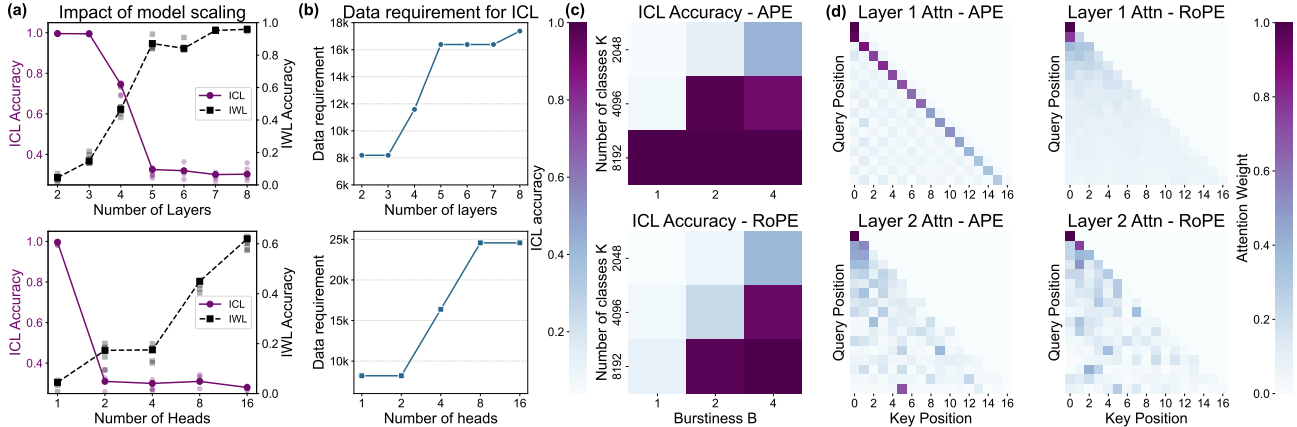 (a)
Impact of model scaling
1.0
0.8
0.6
0.4
ICL Accuracy
1.0
0.8
0.6
0.4
0.2
0.0
IWL Accuracy
ICL
IWL
2 3 4 5 6 7 8
Number of Layers
1.0
0.8
0.6
0.4
ICL Accuracy
0.6
0.4
0.2
0.0
IWL Accuracy
ICL
IWL
1 2 4 8 16
Number of Heads
(b)
Data requirement for ICL
18k
16k
14k
12k
10k
8k
6k
Data requirement
2 3 4 5 6 7 8
Number of layers
25k
20k
15k
10k
Data requirement
1 2 4 8 16
Number of heads
(c)
1.0
0.8
0.6
0.4
0.2
ICL accuracy
ICL Accuracy - APE
Number of classes K
2048
4096
8192
1 2 4
ICL Accuracy - RoPE
Number of classes K
2048
4096
8192
1 2 4
Burstiness B
(d)
Layer 1 Attn - APE
Query Position
0 2 4 6 8 10 12 14 16
Layer 1 Attn - RoPE
Query Position
0 2 4 6 8 10 12 14 16
Layer 2 Attn - APE
Query Position
0 2 4 6 8 10 12 14 16
Key Position
Layer 2 Attn - RoPE
Query Position
0 2 4 6 8 10 12 14 16
Key Position
Attention Weight
1.0
0.8
0.6
0.4
0.2
0.0